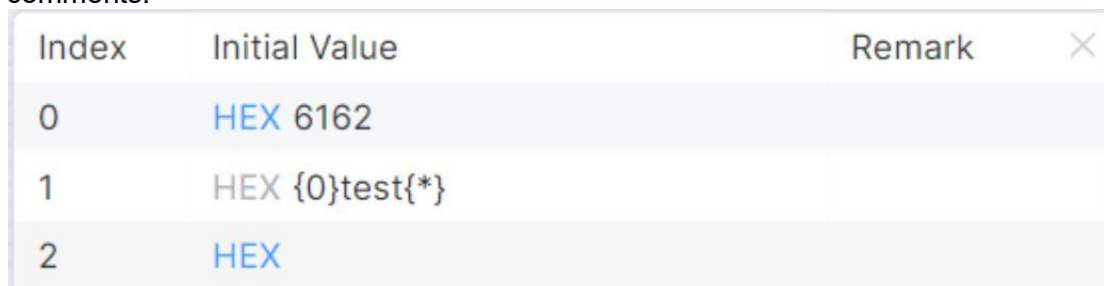 comments.
Index Initial Value Remark ×
0 HEX 6162
1 HEX {0}test{*}
2 HEX